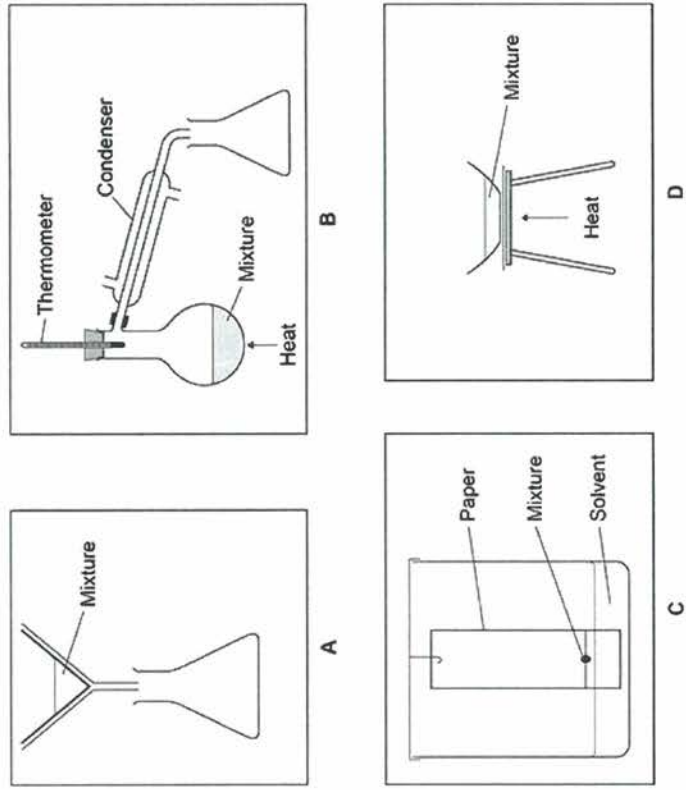 Mixture
A
Thermometer
Condenser
Mixture
Heat
B
Paper
Mixture
Solvent
C
Mixture
Heat
D